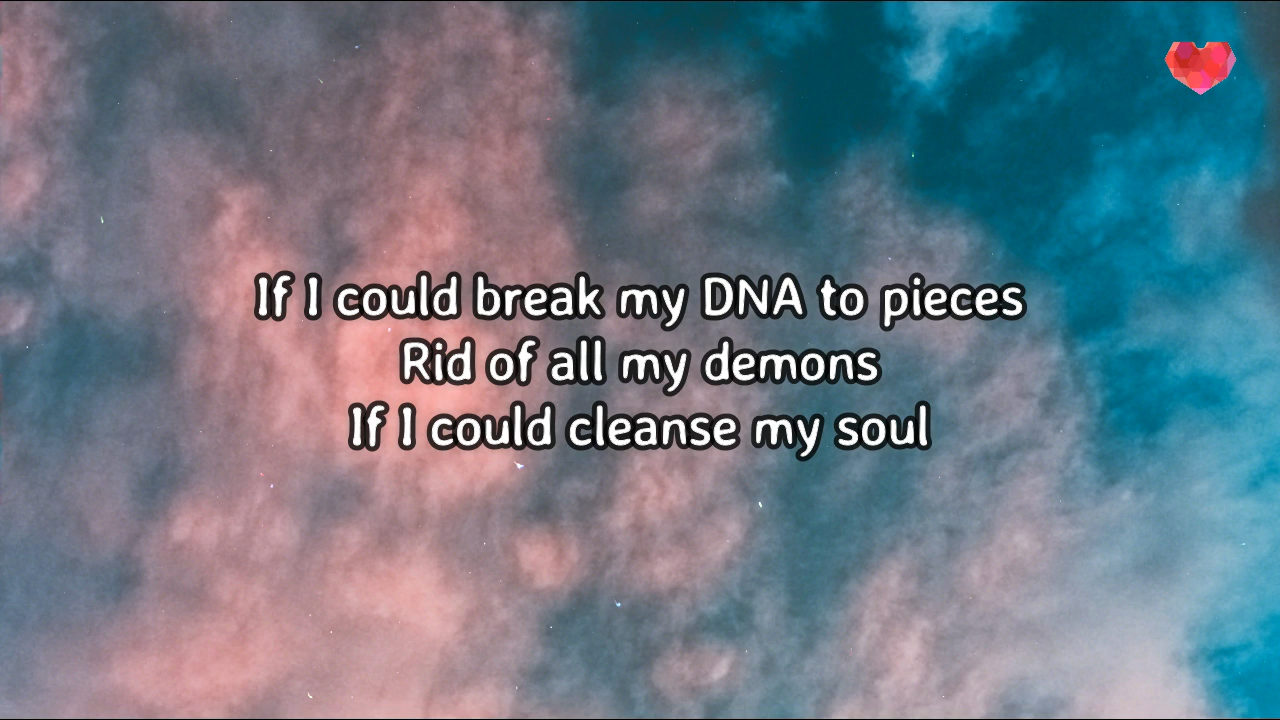 If I could break my DNA to pieces
Rid of all my demons
If I could cleanse my soul